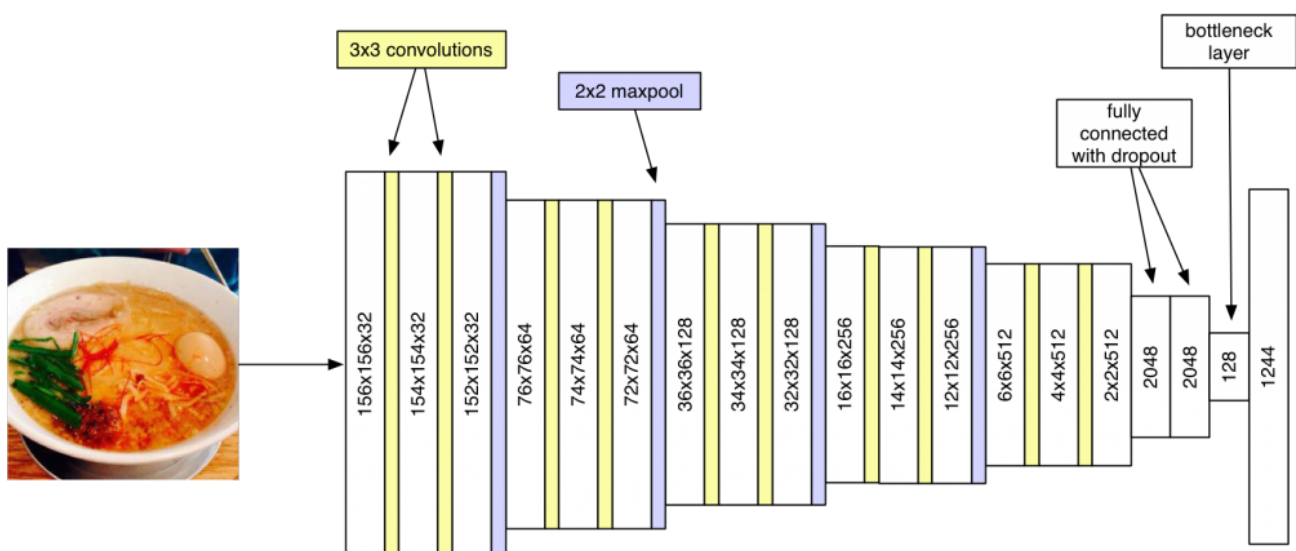 bottleneck
layer
3x3 convolutions
2x2 maxpool
fully
connected
with dropout
156x156x32
154x154x32
152x152x32
76x76x64
74x74x64
72x72x64
36x36x128
34x34x128
32x32x128
16x16x256
14x14x256
12x12x256
6x6x512
4x4x512
2x2x512
2048
2048
128
1244